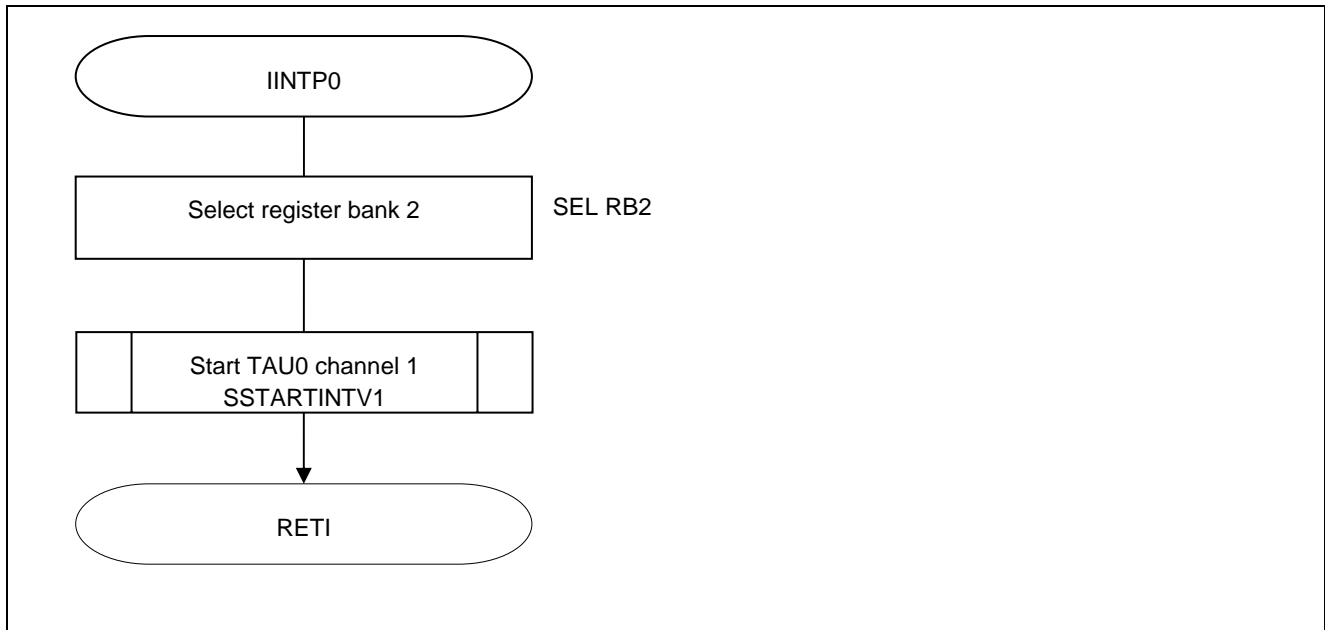 IINTP0
Select register bank 2
SEL RB2
Start TAU0 channel 1
SSTARTINTV1
RETI